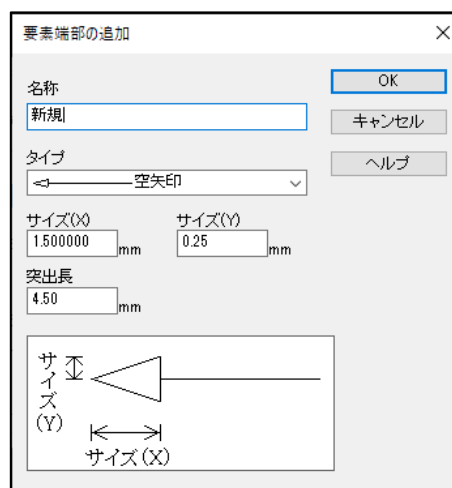 要素端部の追加
名称
新規
タイプ
空矢印
サイズ(X)
サイズ(Y)
1.500000 mm
0.25 mm
突出長
4.50 mm
OK
キャンセル
ヘルプ
サイズ(Y)
サイズ(X)